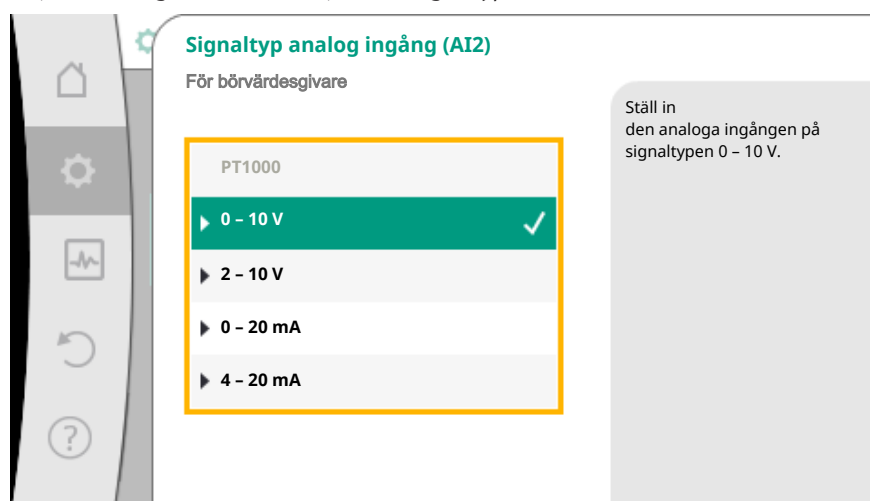 Signaltyp analog ingång (AI2)
För börvärdesgivare
PT1000
0 – 10 V
2 – 10 V
0 – 20 mA
4 – 20 mA
Ställ in
den analoga ingången på
signaltypen 0 – 10 V.
?